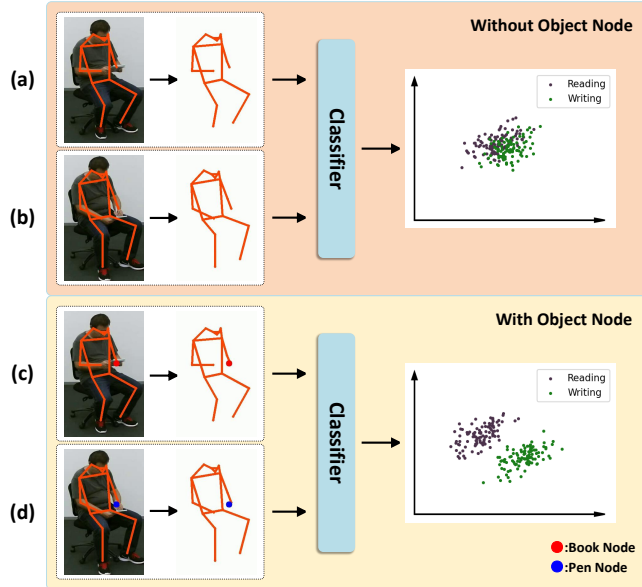 Without Object Node
(a)
Classifier
Reading
Writing
(b)
With Object Node
(c)
Classifier
Reading
Writing
(d)
:Book Node
:Pen Node